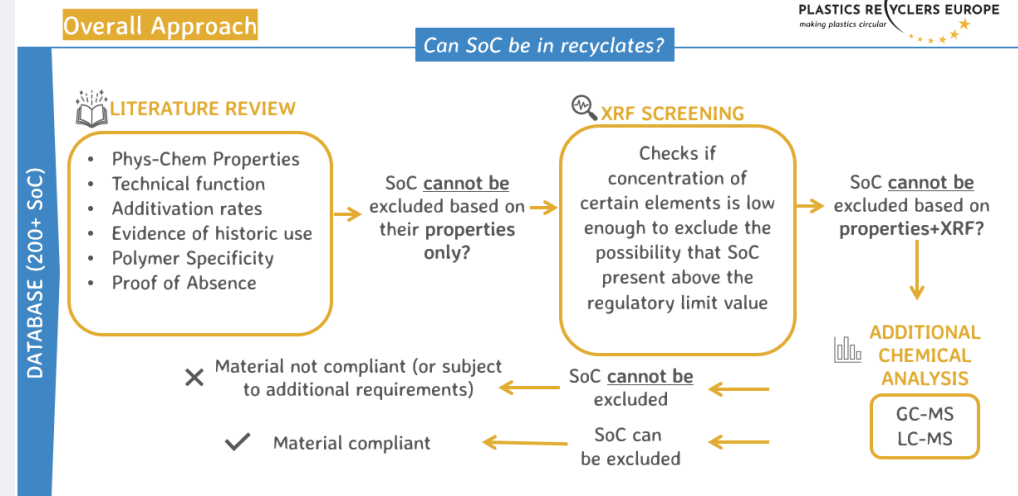 Overall Approach
PLASTICS RECYCLERS EUROPE
making plastics circular
Can SoC be in recyclates?
DATABASE (200+ SoC)
LITERATURE REVIEW
• Phys-Chem Properties
• Technical function
• Additivation rates
• Evidence of historic use
• Polymer Specificity
• Proof of Absence
SoC cannot be
excluded based on
their properties
only?
XRF SCREENING
Checks if
concentration of
certain elements is low
enough to exclude the
possibility that SoC
present above the
regulatory limit value
SoC cannot be
excluded based on
properties+XRF?
ADDITIONAL
CHEMICAL
ANALYSIS
GC-MS
LC-MS
SoC cannot be
excluded
Material not compliant (or subject
to additional requirements)
SoC can
be excluded
Material compliant